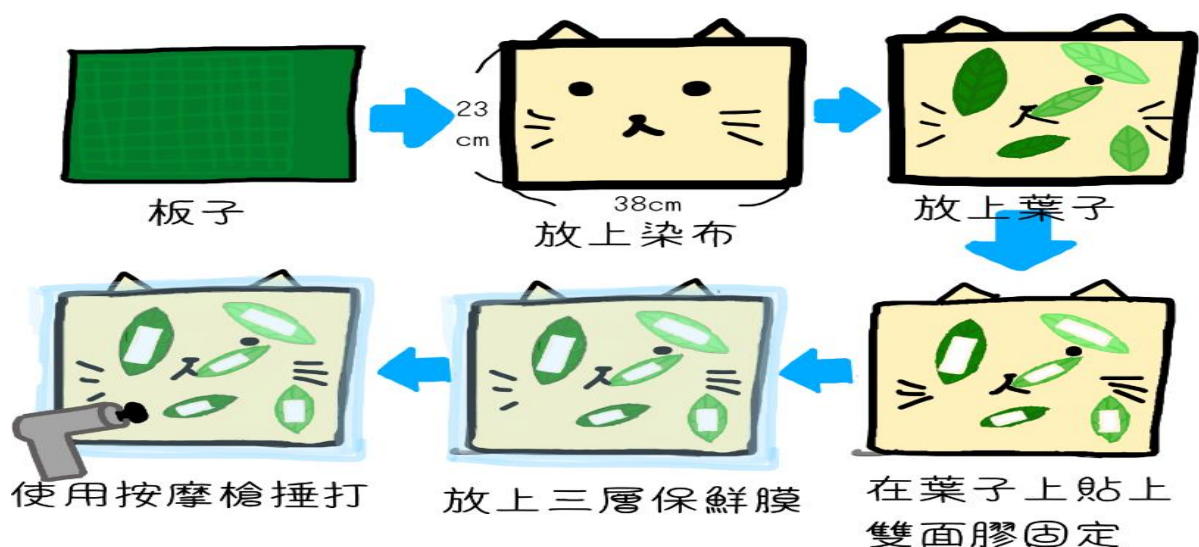 板子
23
cm
38cm
放上染布
放上葉子
在葉子上貼上
雙面膠固定
放上三層保鮮膜
使用按摩槍捶打